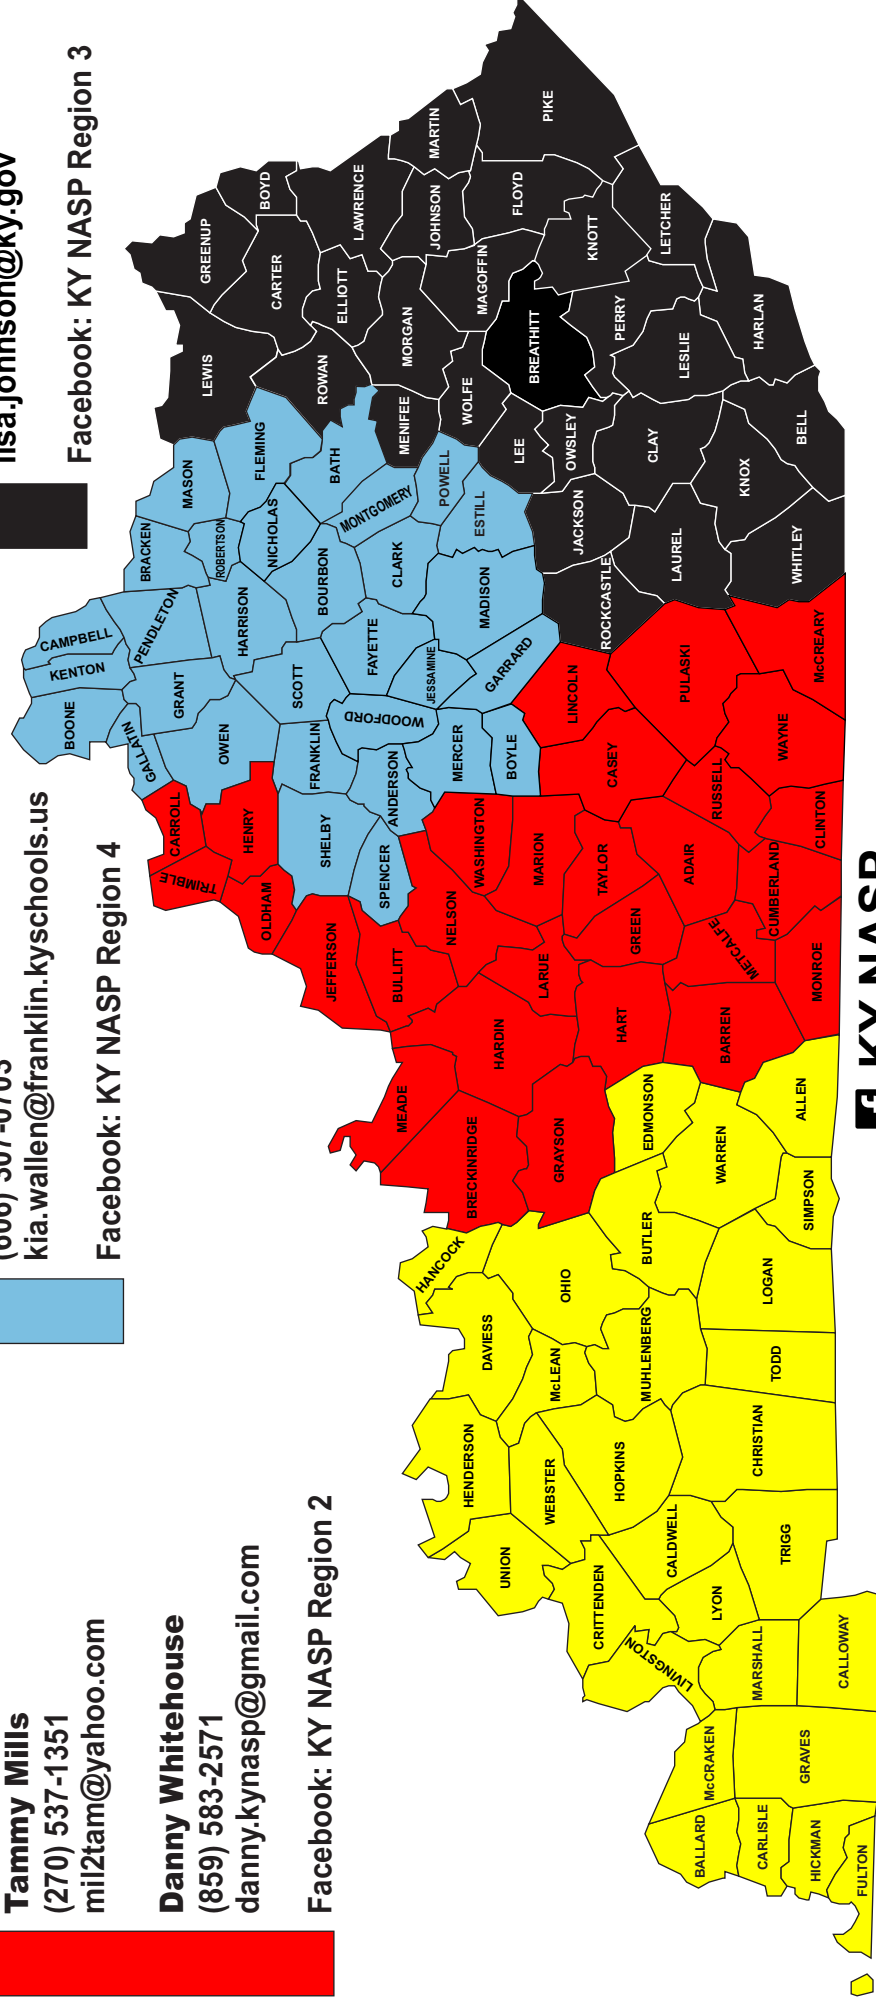 Tammy Mills
(270) 537-1351
mil2tam@yahoo.com
Danny Whitehouse
(859) 583-2571
danny.kynasp@gmail.com
Facebook: KY NASP Region 2
kia.wallen@franklin.kyschools.us
Facebook: KY NASP Region 4
lisa.johnson@ky.gov
Facebook: KY NASP Region 3
BOONE
KENTON
CAMPBELL
GALLATIN
GRANT
PENDLETON
BRACKEN
MASON
LEWIS
GREENUP
TRIMBLE
CARROLL
OWEN
HARRISON
ROBERTSON
FLEMING
CARTER
BOYD
OLDHAM
HENRY
SCOTT
NICHOLAS
ROWAN
ELLIOTT
LAWRENCE
JEFFERSON
SHELBY
FRANKLIN
WOODFORD
FAYETTE
BOURBON
BATH
MONTGOMERY
MORGAN
JOHNSON
MARTIN
BULLITT
SPENCER
ANDERSON
JESSAMINE
CLARK
MENIFEE
MAGOFFIN
MEADE
NELSON
MERCER
MADISON
POWELL
ESTILL
WOLFE
FLOYD
PIKE
BRECKINRIDGE
HARDIN
WASHINGTON
BOYLE
GARRARD
LEE
BREATHITT
KNOTT
HANCOCK
GRAYSON
LARUE
MARION
LINCOLN
ROCKCASTLE
JACKSON
OWSLEY
PERRY
LETCHER
DAVIESS
OHIO
HART
GREEN
TAYLOR
CASEY
PULASKI
LAUREL
CLAY
LESLIE
HENDERSON
McLEAN
BUTLER
EDMONSON
ADAIR
RUSSELL
KNOX
HARLAN
UNION
WEBSTER
HOPKINS
MUHLENBERG
WARREN
BARREN
METCALFE
CUMBERLAND
WAYNE
McCREARY
WHITLEY
BELL
CRITTENDEN
CALDWELL
CHRISTIAN
TODD
LOGAN
SIMPSON
ALLEN
MONROE
CLINTON
LIVINGSTON
LYON
TRIGG
McCRAKEN
MARSHALL
BALLARD
CARLISLE
GRAVES
CALLOWAY
HICKMAN
FULTON
KY NASP